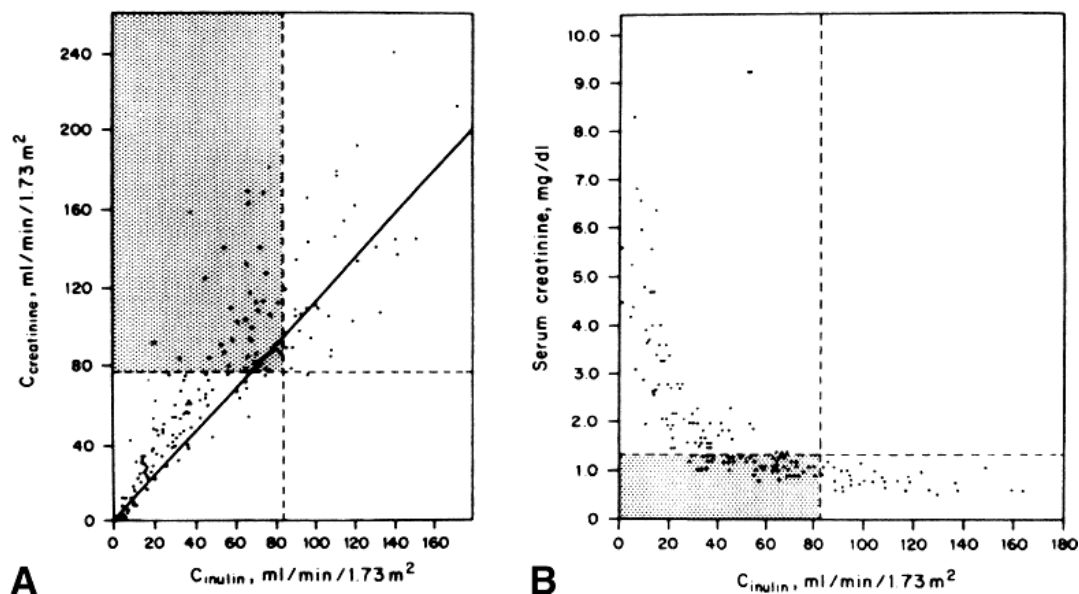 240
200
160
120
80
40
0
0 20 40 60 80 100 120 140 160
C creatinine, ml/min/1.73 m²
C inulin, ml/min/1.73 m²
A
10.0
9.0
8.0
7.0
6.0
5.0
4.0
3.0
2.0
1.0
0
0 20 40 60 80 100 120 140 160 180
Serum creatinine, mg/dl
C inulin, ml/min/1.73 m²
B